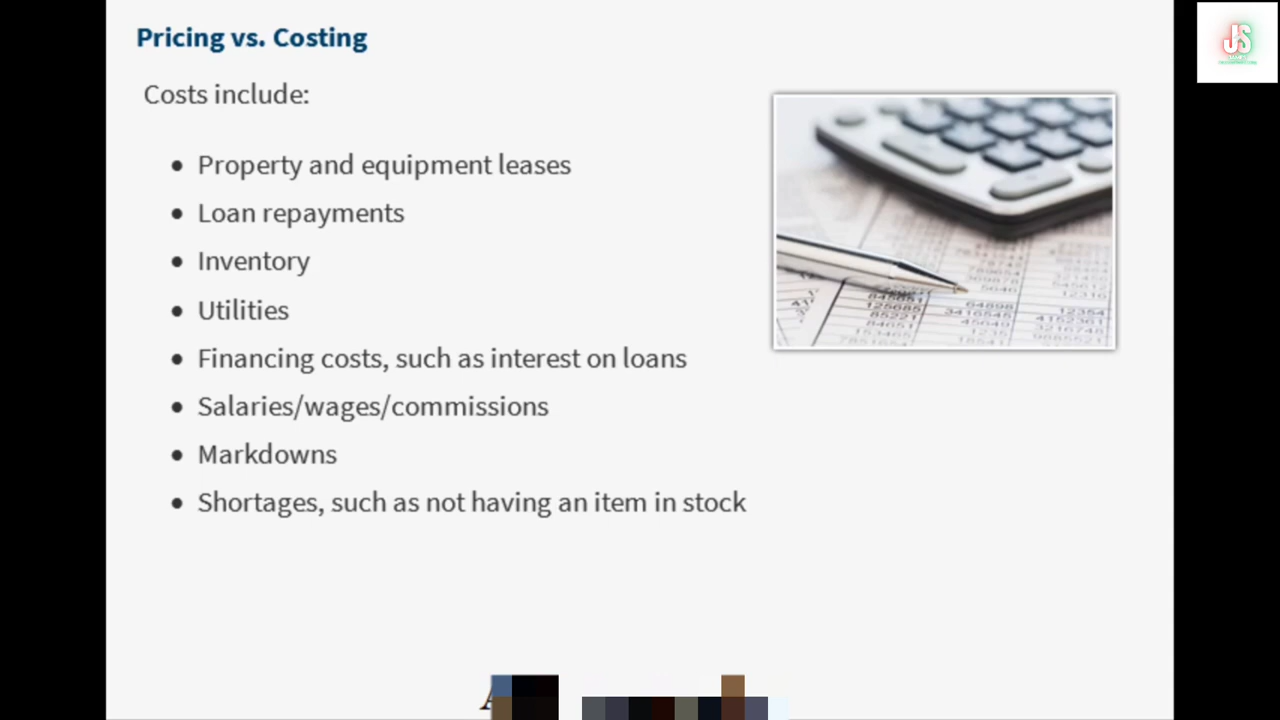 Pricing vs. Costing
Costs include:
• Property and equipment leases
• Loan repayments
• Inventory
• Utilities
• Financing costs, such as interest on loans
• Salaries/wages/commissions
• Markdowns
• Shortages, such as not having an item in stock
JS